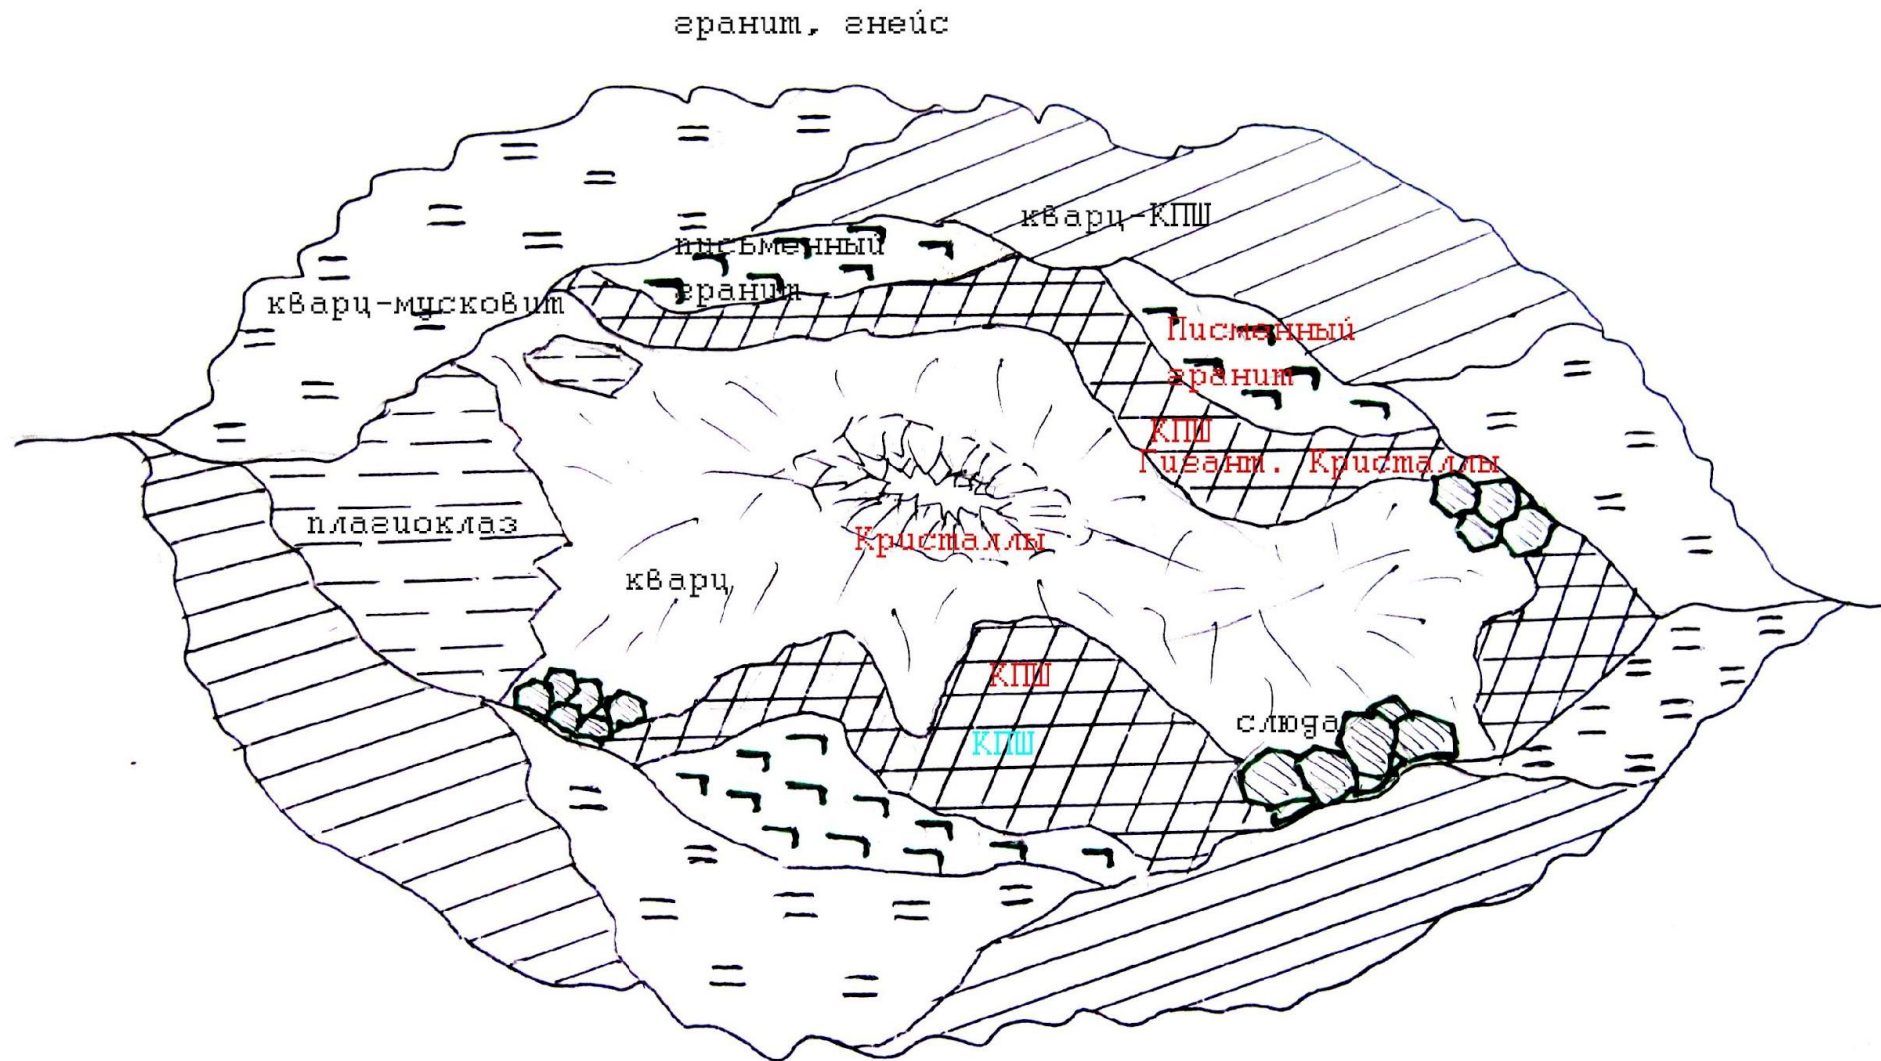 гранит, гнейс
кварц-КПШ
письменный
гранит
кварц-мусковит
Писменный
гранит
КПШ
Гигант. Кристаллы
плагиоклаз
Кристаллы
кварц
КПШ
слюда
КПШ